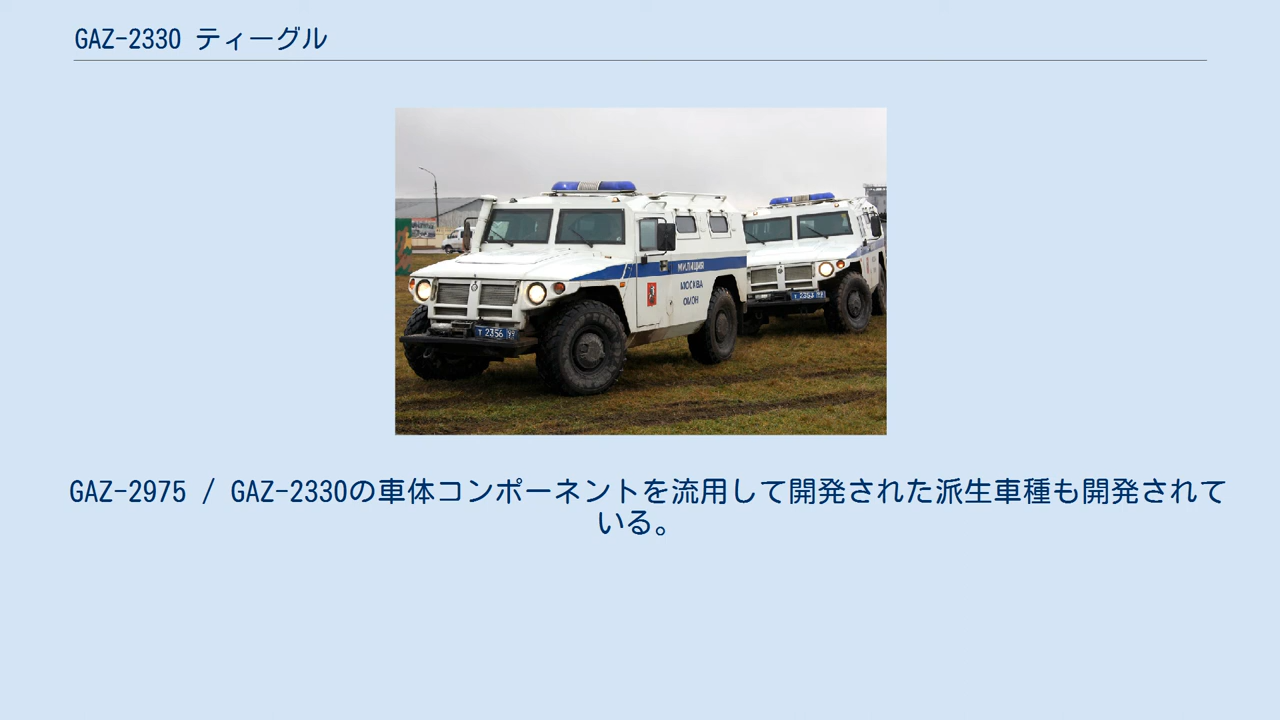 GAZ-2330 ティーグル
МИЛИЦИЯ
МОСКВА
ОМОН
Т 2356 77
GAZ-2975 / GAZ-2330の車体コンポーネントを流用して開発された派生車種も開発されて
いる。